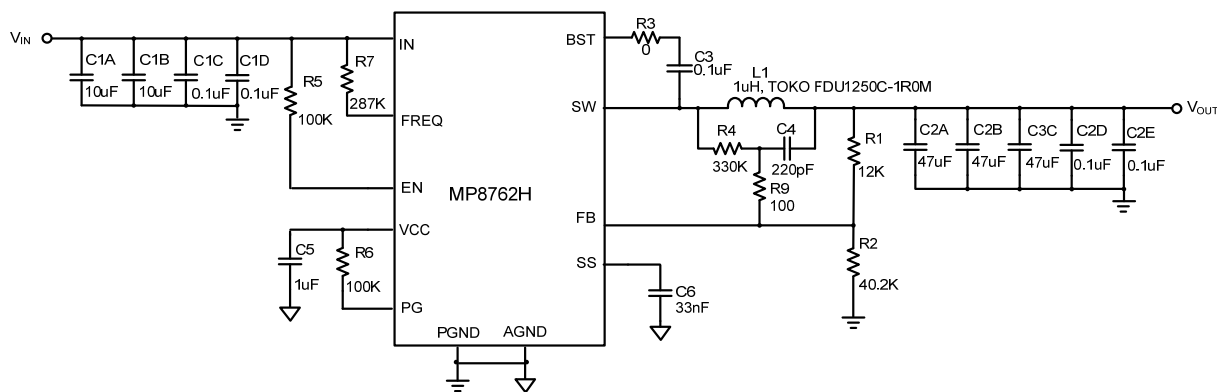 VIN
C1A
10uF
C1B
10uF
C1C
0.1uF
C1D
0.1uF
R5
100K
R7
287K
C5
1uF
R6
100K
IN
FREQ
EN
VCC
PG
MP8762H
BST
SW
FB
SS
PGND
AGND
R3
0
C3
0.1uF
L1
1uH, TOKO FDU1250C-1R0M
R4
330K
C4
220pF
R9
100
R1
12K
R2
40.2K
C6
33nF
C2A
47uF
C2B
47uF
C3C
47uF
C2D
0.1uF
C2E
0.1uF
VOUT